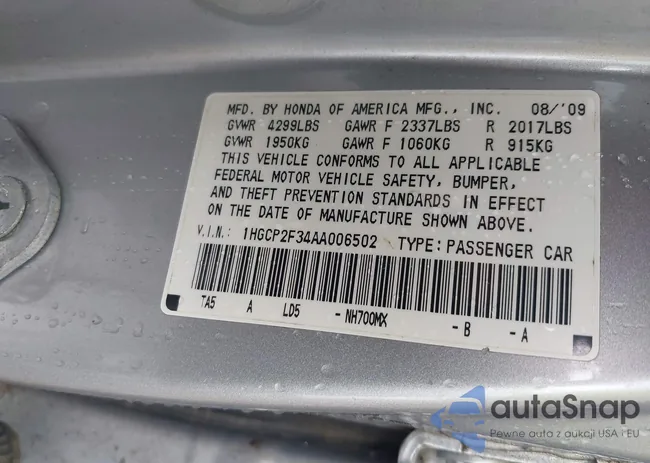 MFD. BY HONDA OF AMERICA MFG., INC. 08/'09
GVWR 4299LBS GAWR F 2337LBS R 2017LBS
GVWR 1950KG GAWR F 1060KG R 915KG
THIS VEHICLE CONFORMS TO ALL APPLICABLE
FEDERAL MOTOR VEHICLE SAFETY, BUMPER,
AND THEFT PREVENTION STANDARDS IN EFFECT
ON THE DATE OF MANUFACTURE SHOWN ABOVE.
V.I.N.: 1HGCP2F34AA006502 TYPE: PASSENGER CAR
TA5 A LD5 -NH700MX -B -A
autaSnap
Pewne auta z aukcji USA i EU